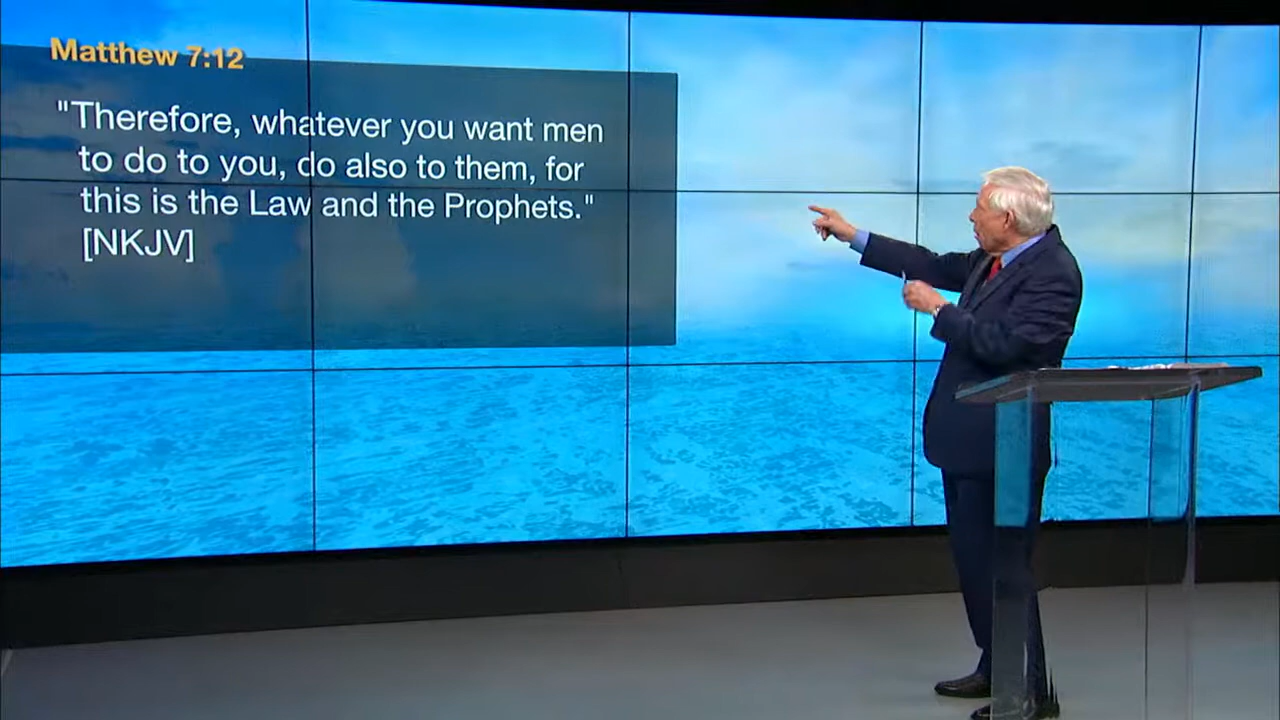 Matthew 7:12
"Therefore, whatever you want men
to do to you, do also to them, for
this is the Law and the Prophets."
[NKJV]